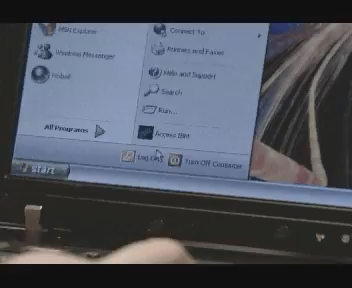 MSN Explorer
Windows Messenger
All Programs
Connect To
Printers and Faxes
Help and Support
Search
Run...
Access IBM
Log Off
Turn Off Computer
start